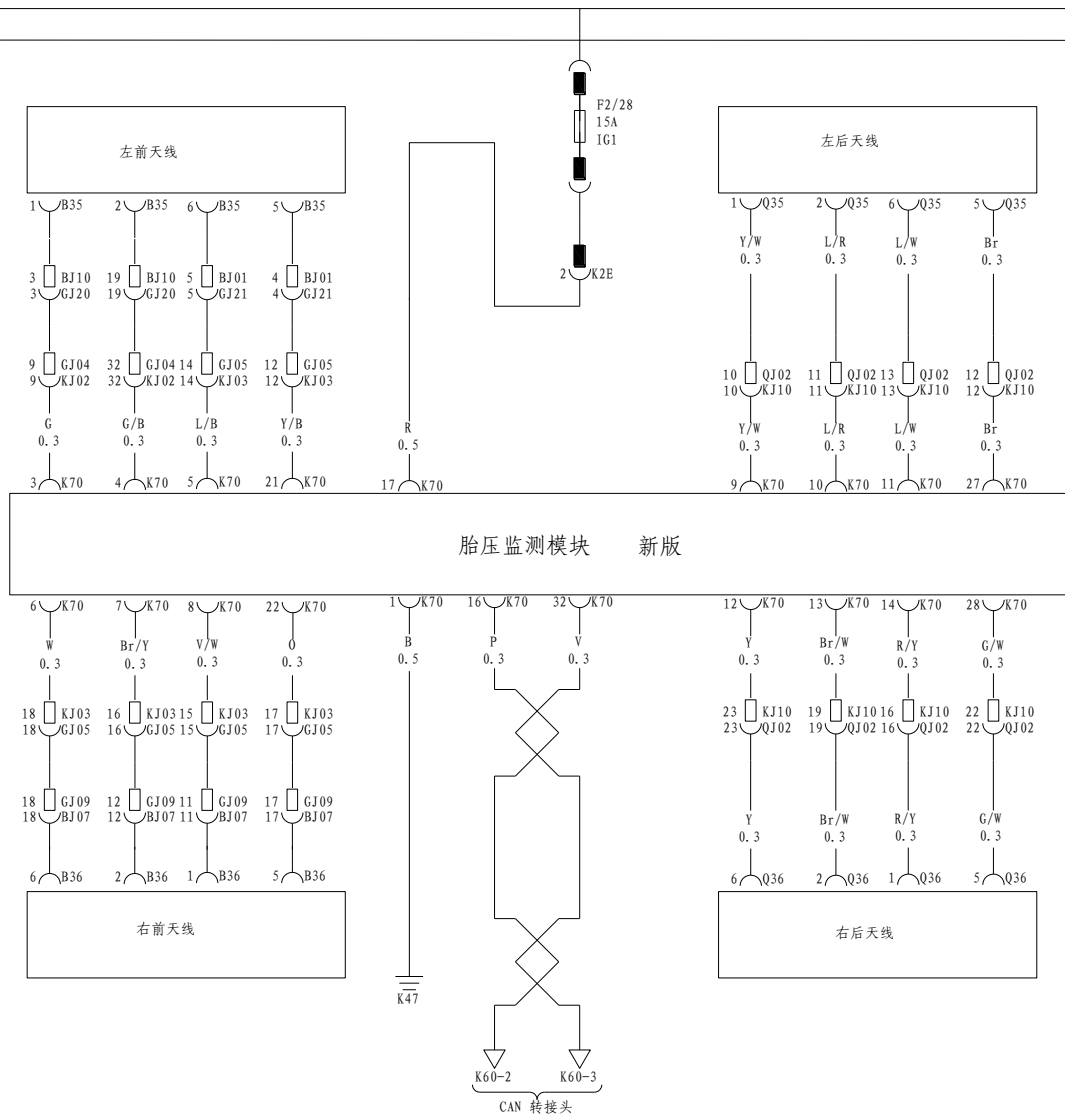 F2/28
15A
IG1
左前天线
左后天线
1 B35 2 B35 6 B35 5 B35
1 Q35 2 Q35 6 Q35 5 Q35
Y/W L/R L/W Br
0.3 0.3 0.3 0.3
3 BJ10 19 BJ10 5 BJ01 4 BJ01
3 GJ20 19 GJ20 5 GJ21 4 GJ21
2 K2E
9 GJ04 32 GJ04 14 GJ05 12 GJ05
9 KJ02 32 KJ02 14 KJ03 12 KJ03
10 QJ02 11 QJ02 13 QJ02 12 QJ02
10 KJ10 11 KJ10 13 KJ10 12 KJ10
G G/B L/B Y/B R
0.3 0.3 0.3 0.3 0.5
Y/W L/R L/W Br
0.3 0.3 0.3 0.3
3 K70 4 K70 5 K70 21 K70 17 K70 9 K70 10 K70 11 K70 27 K70
胎压监测模块 新版
6 K70 7 K70 8 K70 22 K70 1 K70 16 K70 32 K70 12 K70 13 K70 14 K70 28 K70
W Br/Y V/W O B P V Y Br/W R/Y G/W
0.3 0.3 0.3 0.3 0.5 0.3 0.3 0.3 0.3 0.3 0.3
18 KJ03 16 KJ03 15 KJ03 17 KJ03
18 GJ05 16 GJ05 15 GJ05 17 GJ05
23 KJ10 19 KJ10 16 KJ10 22 KJ10
23 QJ02 19 QJ02 16 QJ02 22 QJ02
18 GJ09 12 GJ09 11 GJ09 17 GJ09
18 BJ07 12 BJ07 11 BJ07 17 BJ07
Y Br/W R/Y G/W
0.3 0.3 0.3 0.3
6 B36 2 B36 1 B36 5 B36
6 Q36 2 Q36 1 Q36 5 Q36
右前天线
右后天线
K47
K60-2 K60-3
CAN 转接头